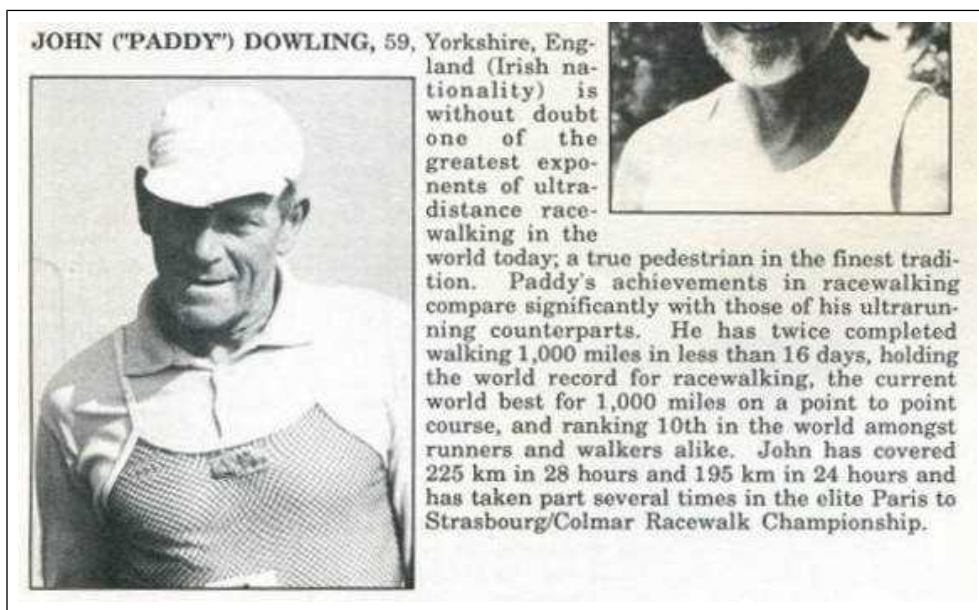 JOHN ("PADDY") DOWLING, 59, Yorkshire, Eng-
land (Irish na-
tionality) is
without doubt
one of the
greatest expo-
nents of ultra-
distance race-
walking in the
world today; a true pedestrian in the finest tradi-
tion. Paddy's achievements in racewalking
compare significantly with those of his ultrarun-
ning counterparts. He has twice completed
walking 1,000 miles in less than 16 days, holding
the world record for racewalking, the current
world best for 1,000 miles on a point to point
course, and ranking 10th in the world amongst
runners and walkers alike. John has covered
225 km in 28 hours and 195 km in 24 hours and
has taken part several times in the elite Paris to
Strasbourg/Colmar Racewalk Championship.